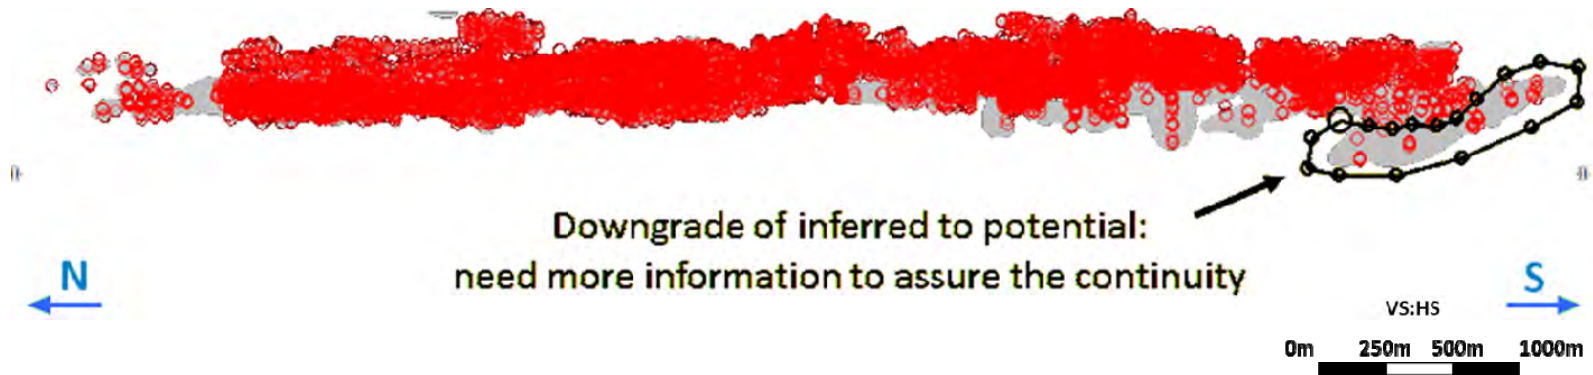 Downgrade of inferred to potential:
need more information to assure the continuity
N
S
VS:HS
0m 250m 500m 1000m